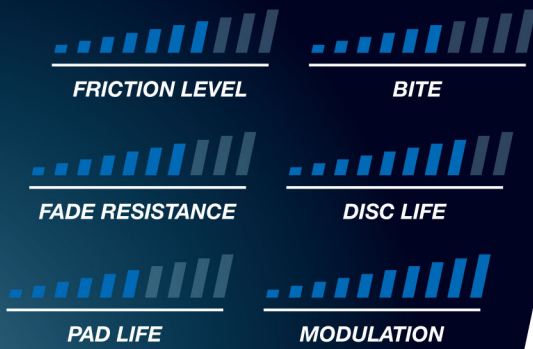 FRICTION LEVEL
BITE
FADE RESISTANCE
DISC LIFE
PAD LIFE
MODULATION